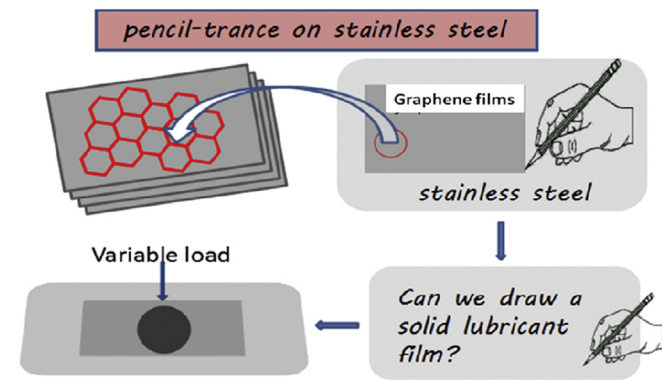 pencil-trance on stainless steel
Graphene films
stainless steel
Variable load
Can we draw a
solid lubricant
film?